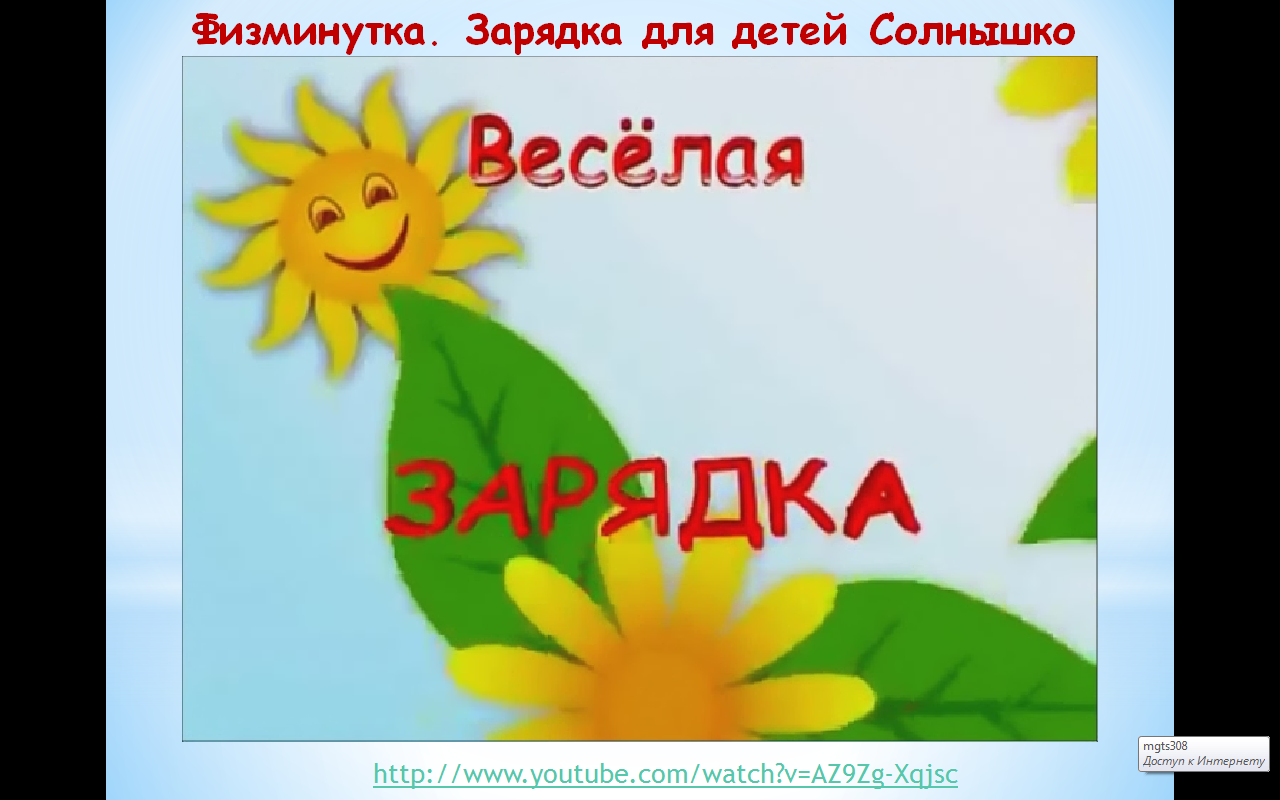 Физминутка. Зарядка для детей Солнышко
Весёлая
ЗАРЯДКА
http://www.youtube.com/watch?v=AZ9Zg-Xqjsc
mgts308
Доступ к Интернету